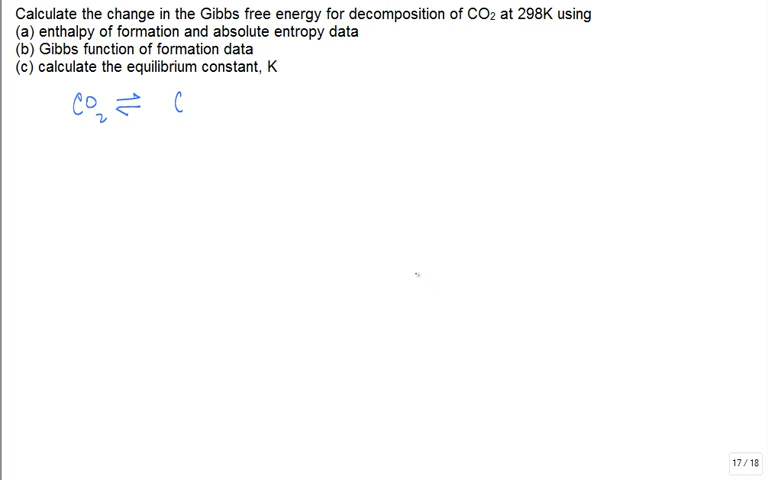 Calculate the change in the Gibbs free energy for decomposition of CO₂ at 298K using
(a) enthalpy of formation and absolute entropy data
(b) Gibbs function of formation data
(c) calculate the equilibrium constant, K
CO₂ ⇌ C
17 / 18